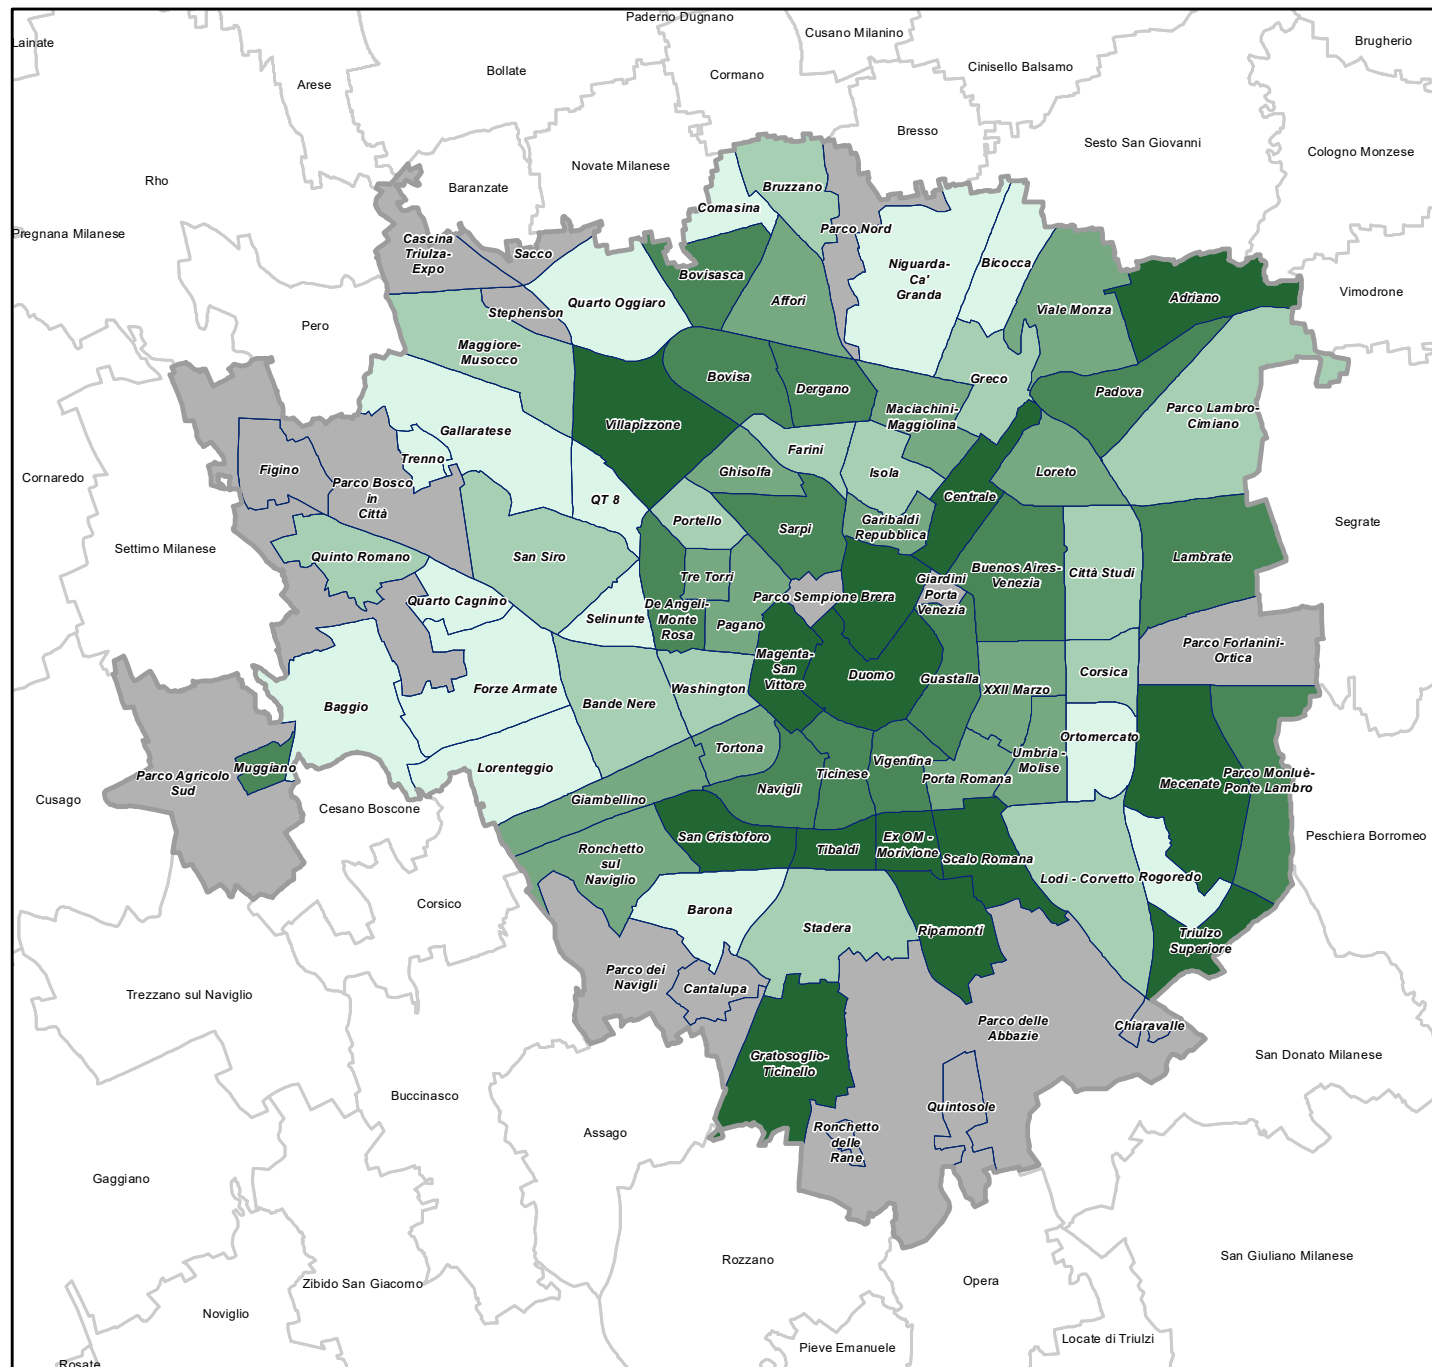 Paderno Dugnano
Cusano Milanino
Lainate
Brugherio
Bollate
Cinisello Balsamo
Cormano
Arese
Bresso
Sesto San Giovanni
Cologno Monzese
Novate Milanese
Rho
Baranzate
Bruzzano
Comasina
Parco Nord
Pregnana Milanese
Cascina
Triulza-
Expo
Sacco
Bovisasca
Niguarda-
Ca'
Granda
Bicocca
Vimodrone
Quarto Oggiaro
Affori
Adriano
Viale Monza
Stephenson
Pero
Maggiore-
Musocco
Bovisa
Dergano
Greco
Padova
Maciachini-
Maggiolina
Parco Lambro-
Cimiano
Villapizzone
Gallaratese
Farini
Trenno
Figino
Ghisolfa
Isola
Loreto
Cornaredo
Parco Bosco
in
Città
QT 8
Centrale
Portello
Sarpi
Garibaldi
Repubblica
Segrate
Settimo Milanese
Quinto Romano
San Siro
Lambrate
Buenos Aires-
Venezia
Città Studi
Tre Torri
Giardini
Porta
Venezia
Parco Sempione
Brera
Quarto Cagnino
De Angeli-
Monte
Rosa
Selinunte
Pagano
Parco Forlanini-
Ortica
Magenta-
San
Vittore
Duomo
Guastalla
Corsica
Forze Armate
Washington
XXII Marzo
Bande Nere
Baggio
Ortomercato
Tortona
Umbria -
Molise
Vigentina
Lorenteggio
Muggiano
Parco Agricolo
Sud
Ticinese
Porta Romana
Parco Monluè-
Ponte Lambro
Mecenate
Navigli
Giambellino
Cusago
Cesano Boscone
Peschiera Borromeo
San Cristoforo
Tibaldi
Ex OM -
Morivione
Scalo Romana
Ronchetto
sul
Naviglio
Lodi - Corvetto
Rogoredo
Corsico
Barona
Stadera
Ripamonti
Triulzo
Superiore
Parco dei
Navigli
Cantalupa
Trezzano sul Naviglio
Parco delle
Abbazie
Chiaravalle
San Donato Milanese
Gratosoglio-
Ticinello
Buccinasco
Quintosole
Assago
Ronchetto
delle
Rane
Gaggiano
Rozzano
San Giuliano Milanese
Zibido San Giacomo
Opera
Noviglio
Locate di Triulzi
Pieve Emanuele
Rosate